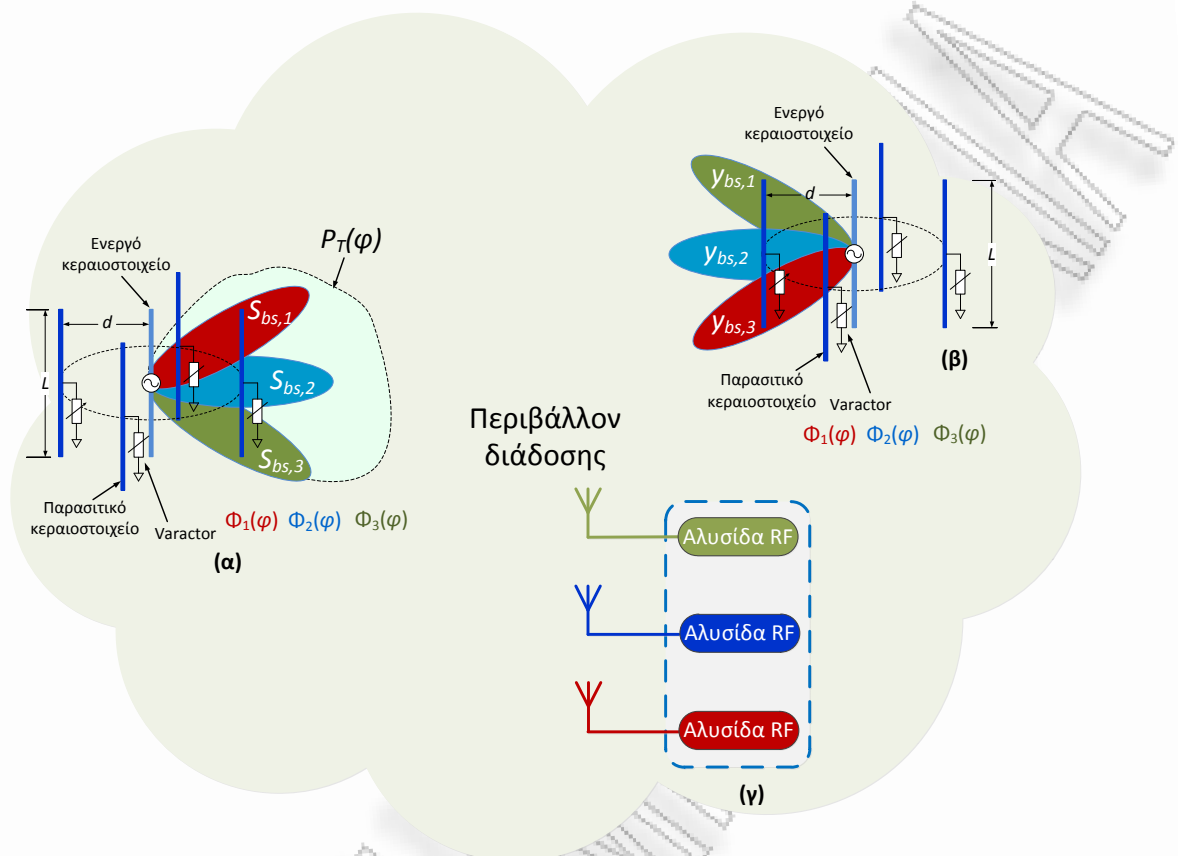 Ενεργό
κεραιοστοιχείο
P_T(φ)
S_bs,1
d
L
S_bs,2
S_bs,3
Παρασιτικό
κεραιοστοιχείο
Varactor
Φ₁(φ) Φ₂(φ) Φ₃(φ)
(α)
Ενεργό
κεραιοστοιχείο
y_bs,1
d
y_bs,2
L
y_bs,3
(β)
Παρασιτικό
κεραιοστοιχείο
Varactor
Φ₁(φ) Φ₂(φ) Φ₃(φ)
Περιβάλλον
διάδοσης
Αλυσίδα RF
Αλυσίδα RF
Αλυσίδα RF
(γ)